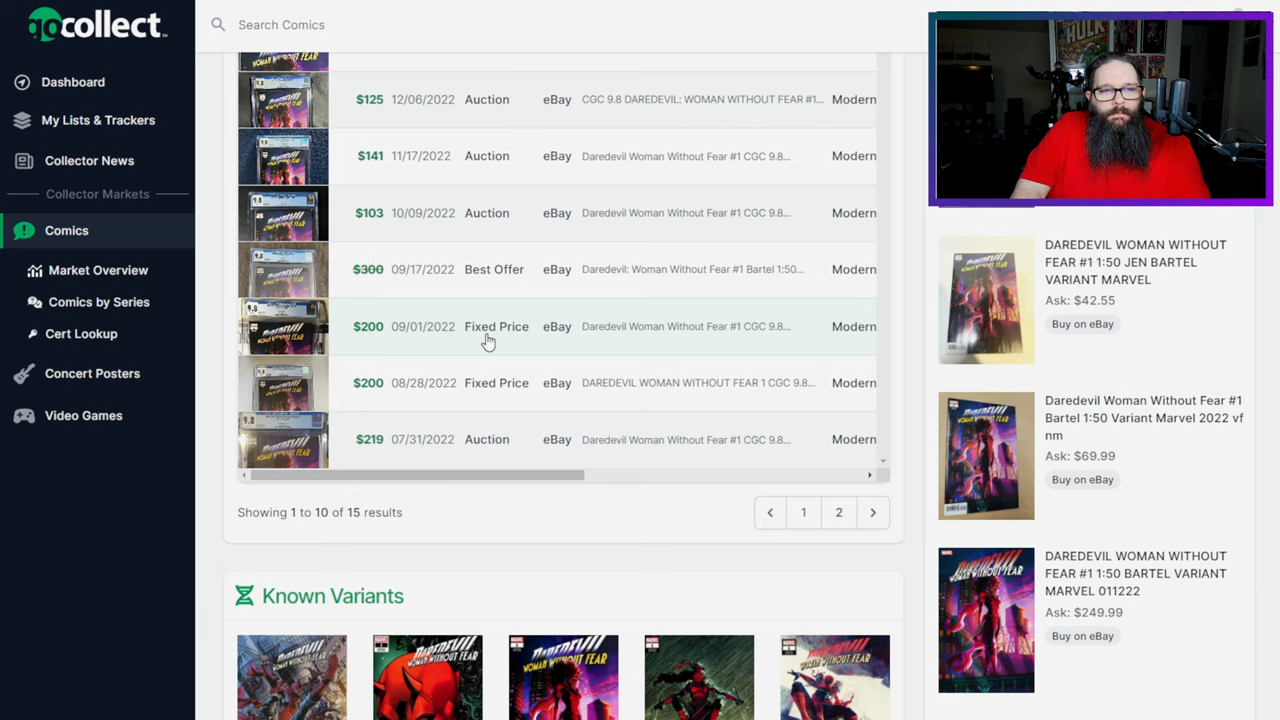 gocollect™
Search Comics
Dashboard
My Lists & Trackers
Collector News
Collector Markets
Comics
Market Overview
Comics by Series
Cert Lookup
Concert Posters
Video Games
$125 12/06/2022 Auction eBay CGC 9.8 DAREDEVIL: WOMAN WITHOUT FEAR #1... Modern
$141 11/17/2022 Auction eBay Daredevil Woman Without Fear #1 CGC 9.8... Modern
$103 10/09/2022 Auction eBay Daredevil Woman Without Fear #1 CGC 9.8... Modern
$300 09/17/2022 Best Offer eBay Daredevil: Woman Without Fear #1 Bartel 1:50... Modern
$200 09/01/2022 Fixed Price eBay Daredevil Woman Without Fear #1 CGC 9.8... Modern
$200 08/28/2022 Fixed Price eBay DAREDEVIL WOMAN WITHOUT FEAR 1 CGC 9.8... Modern
$219 07/31/2022 Auction eBay Daredevil Woman Without Fear #1 CGC 9.8... Modern
Showing 1 to 10 of 15 results
1 2
Known Variants
HULK
DAREDEVIL WOMAN WITHOUT
FEAR #1 1:50 JEN BARTEL
VARIANT MARVEL
Ask: $42.55
Buy on eBay
Daredevil Woman Without Fear #1
Bartel 1:50 Variant Marvel 2022 vf
nm
Ask: $69.99
Buy on eBay
DAREDEVIL WOMAN WITHOUT
FEAR #1 1:50 BARTEL VARIANT
MARVEL 011222
Ask: $249.99
Buy on eBay
DAREDEVIL
WOMAN WITHOUT FEAR